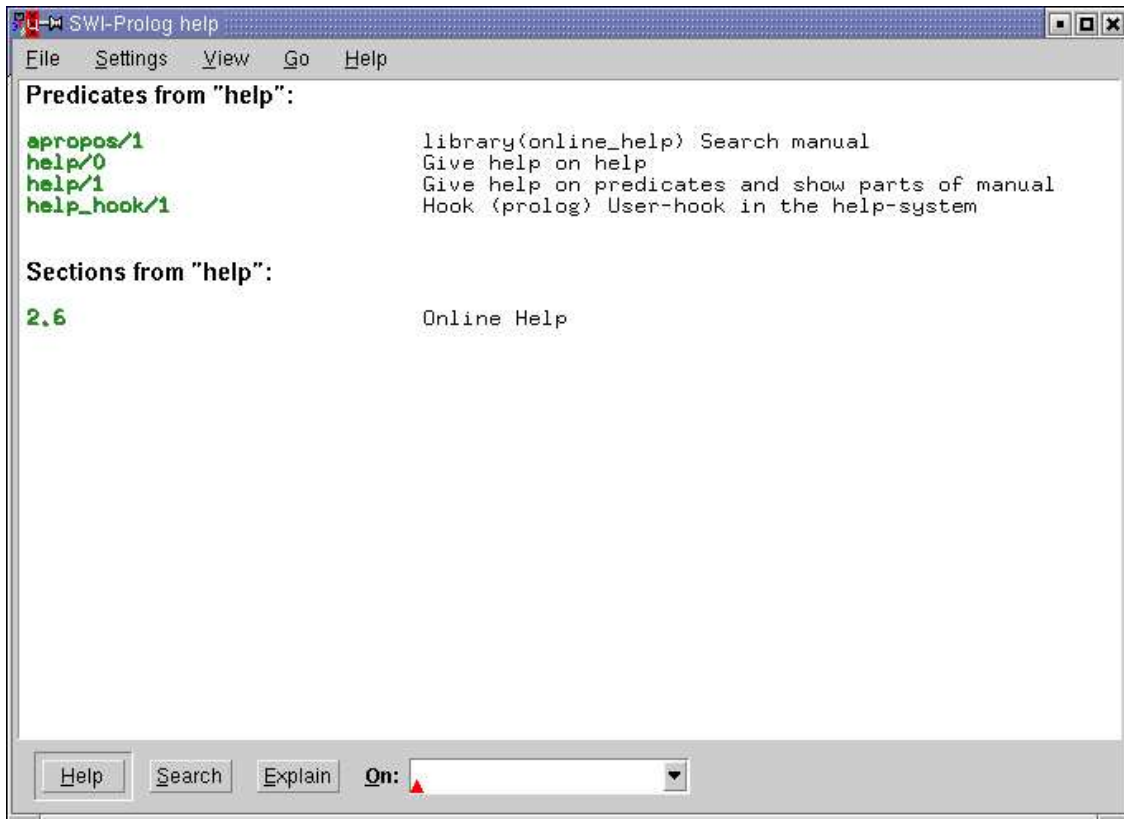 SWI-Prolog help
File Settings View Go Help
Predicates from "help":
apropos/1 library(online_help) Search manual
help/0 Give help on help
help/1 Give help on predicates and show parts of manual
help_hook/1 Hook (prolog) User-hook in the help-system
Sections from "help":
2.6 Online Help
Help Search Explain On: